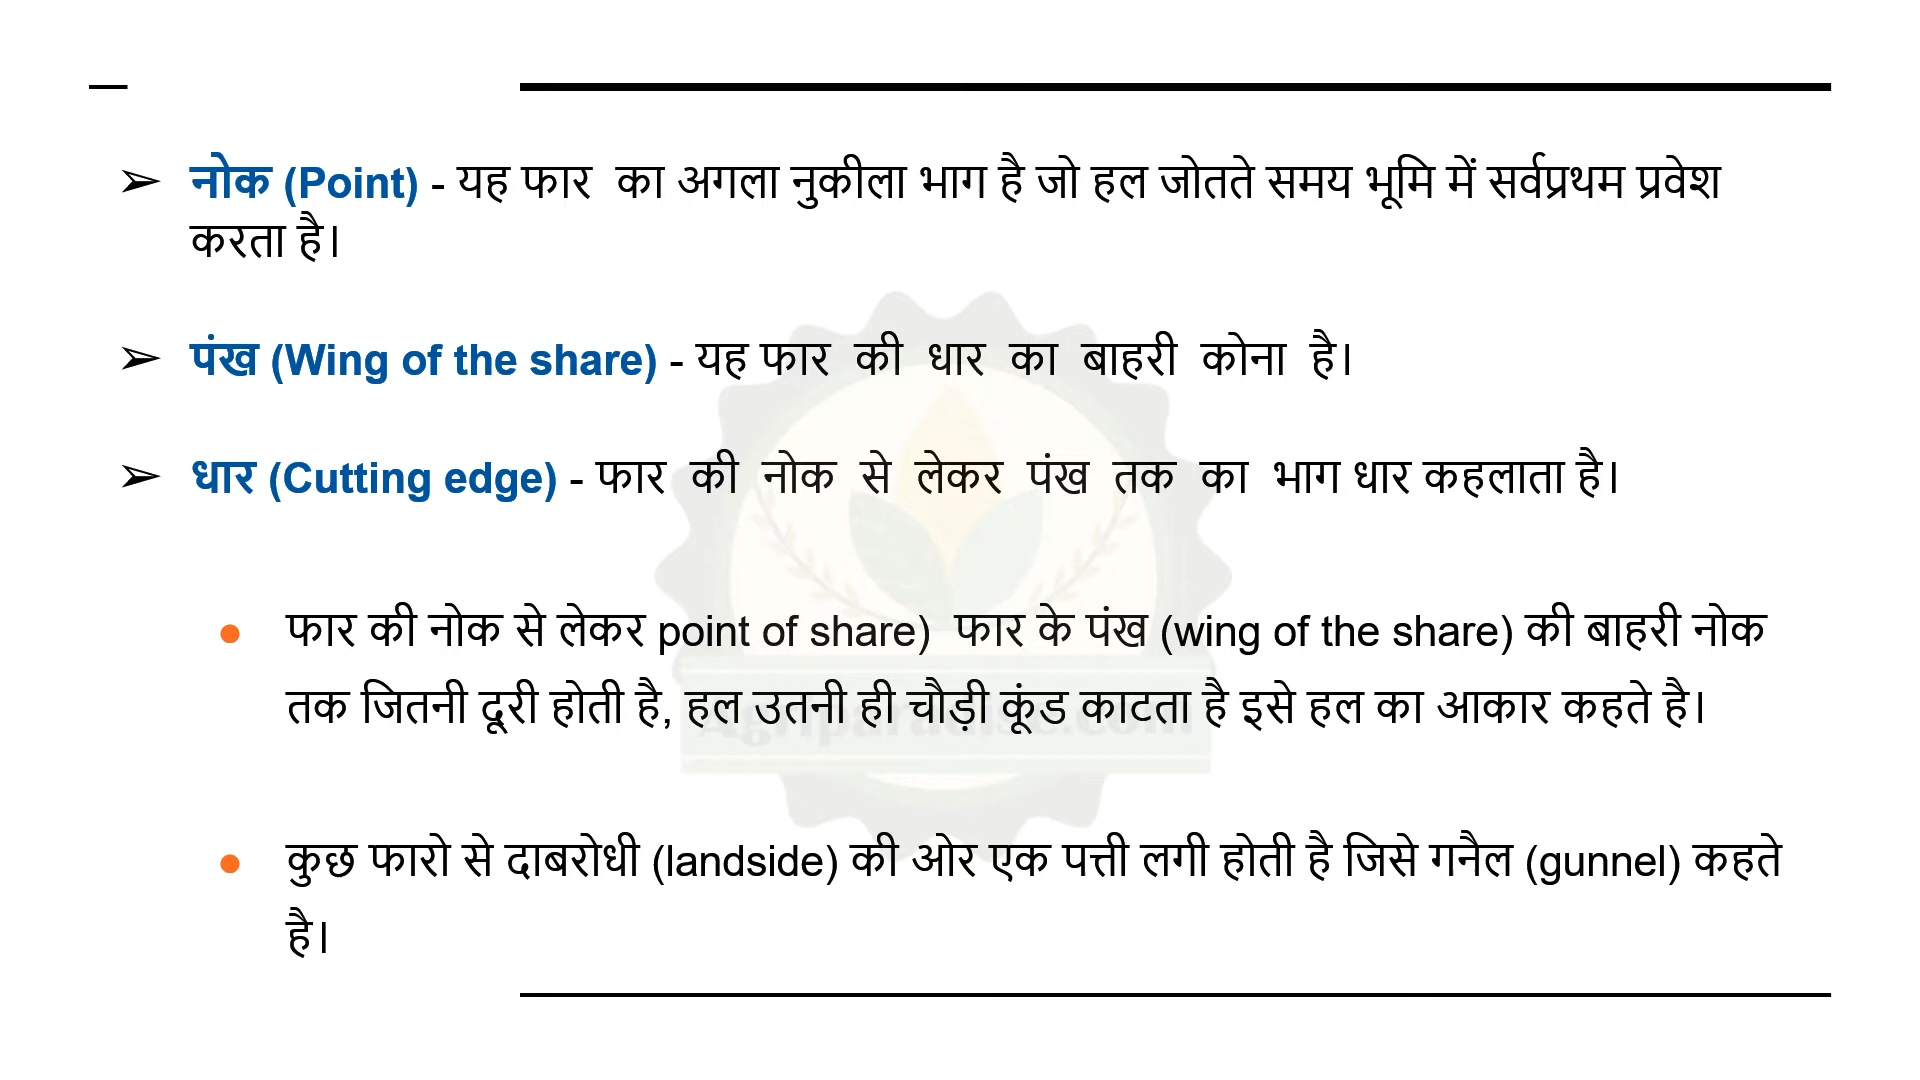 ➢ नोक (Point) - यह फार का अगला नुकीला भाग है जो हल जोतते समय भूमि में सर्वप्रथम प्रवेश
करता है।
➢ पंख (Wing of the share) - यह फार की धार का बाहरी कोना है।
➢ धार (Cutting edge) - फार की नोक से लेकर पंख तक का भाग धार कहलाता है।
● फार की नोक से लेकर point of share) फार के पंख (wing of the share) की बाहरी नोक
तक जितनी दूरी होती है, हल उतनी ही चौड़ी कूंड काटता है इसे हल का आकार कहते है।
Agriparadise.com
● कुछ फारो से दाबरोधी (landside) की ओर एक पत्ती लगी होती है जिसे गनैल (gunnel) कहते
है।